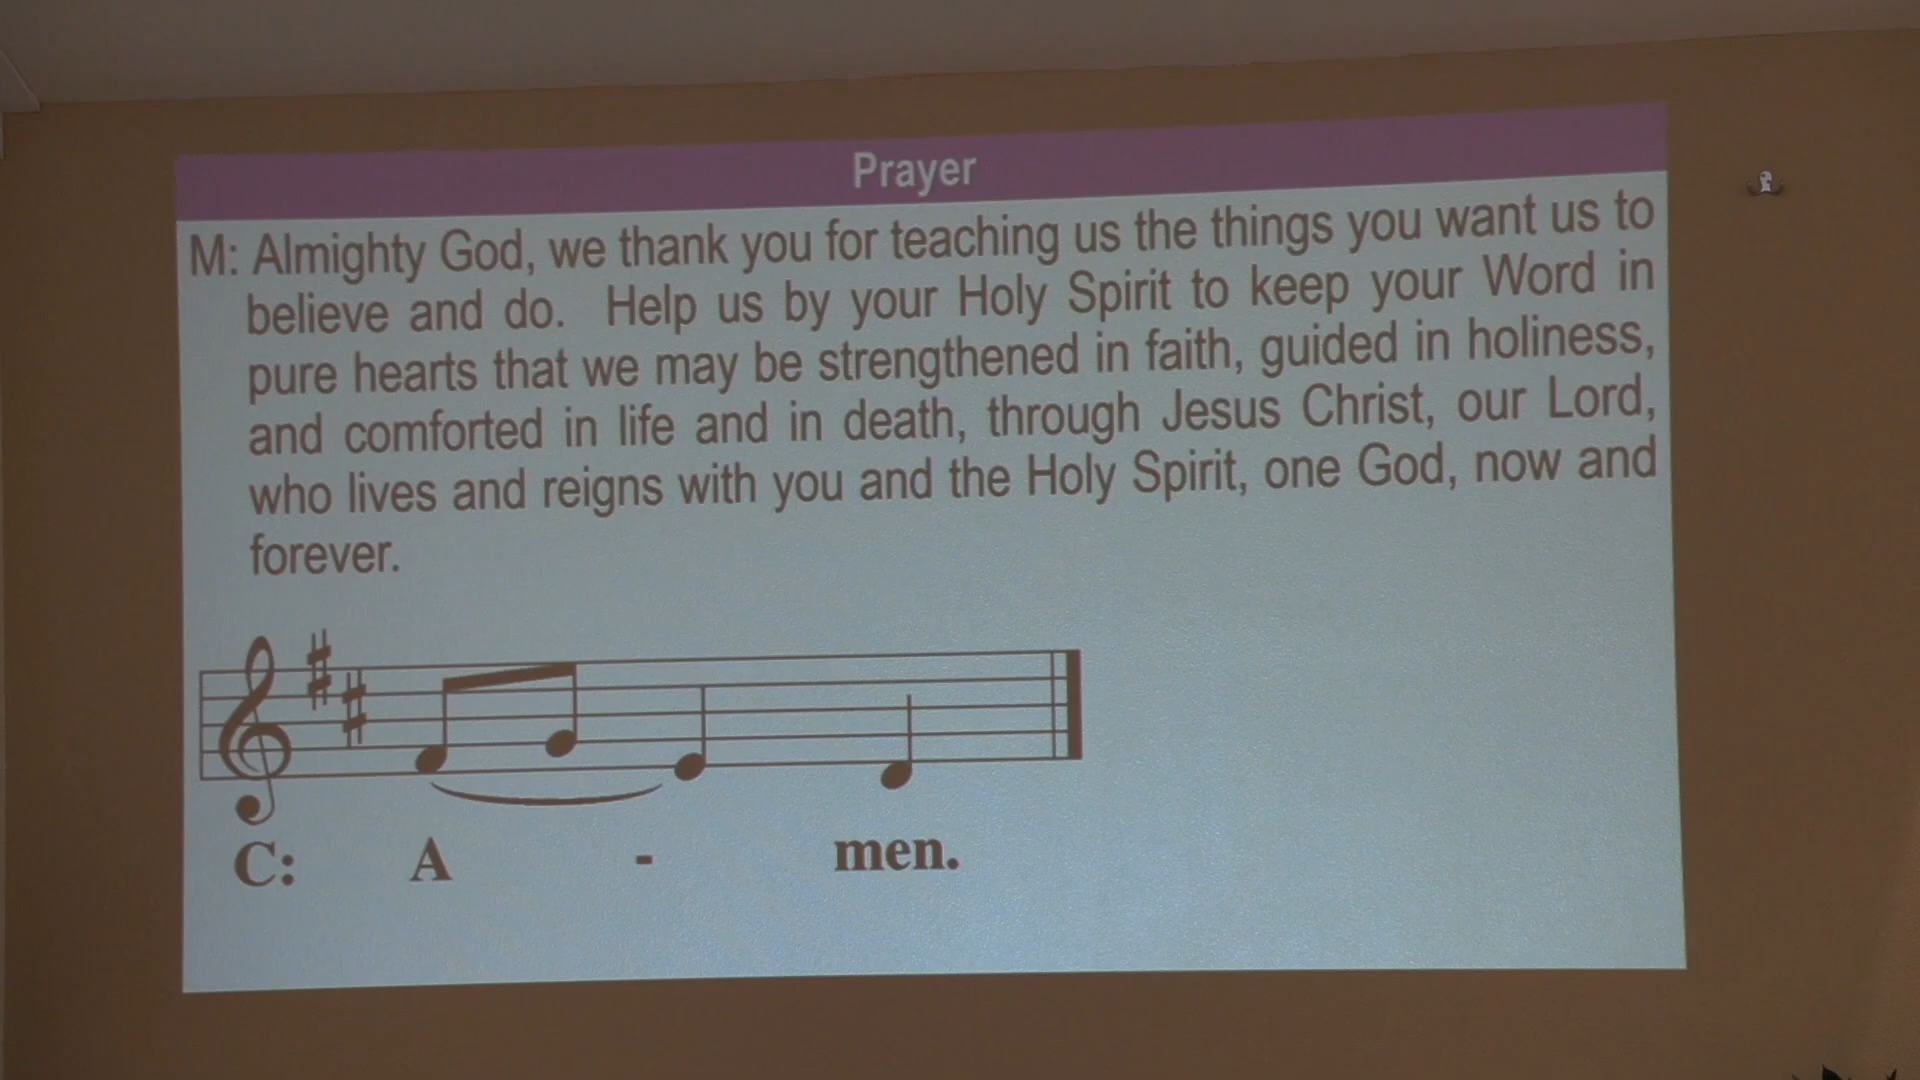 Prayer
M: Almighty God, we thank you for teaching us the things you want us to
believe and do. Help us by your Holy Spirit to keep your Word in
pure hearts that we may be strengthened in faith, guided in holiness,
and comforted in life and in death, through Jesus Christ, our Lord,
who lives and reigns with you and the Holy Spirit, one God, now and
forever.
C: A - men.